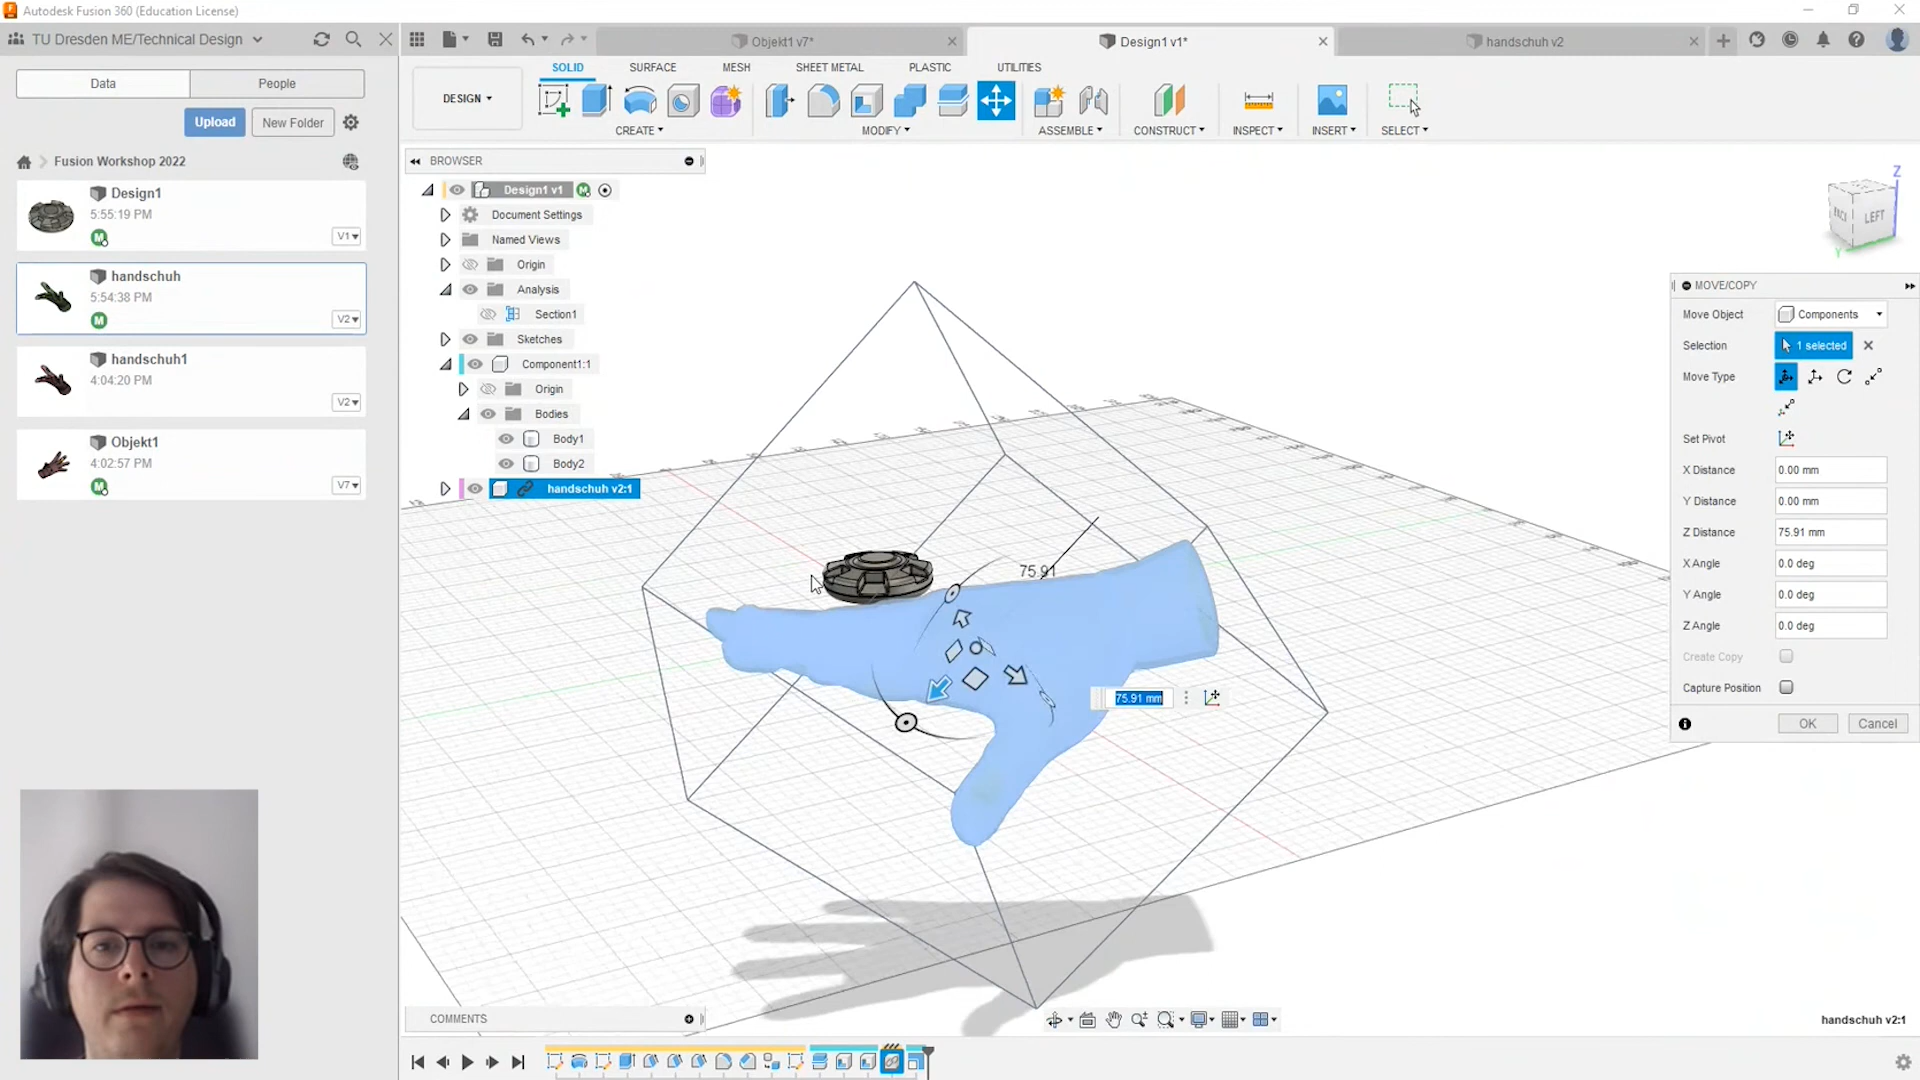 Autodesk Fusion 360 (Education License)
TU Dresden ME/Technical Design
Objekt1 v7*
Design1 v1*
handschuh v2
Data
People
Upload
New Folder
Fusion Workshop 2022
Design1
5:55:19 PM
V1
handschuh
5:54:38 PM
V2
handschuh1
4:04:20 PM
V2
Objekt1
4:02:57 PM
V7
DESIGN
SOLID
SURFACE
MESH
SHEET METAL
PLASTIC
UTILITIES
CREATE
MODIFY
ASSEMBLE
CONSTRUCT
INSPECT
INSERT
SELECT
BROWSER
Design1 v1
Document Settings
Named Views
Origin
Analysis
Section1
Sketches
Component1:1
Origin
Bodies
Body1
Body2
handschuh v2:1
75.91
75.91 mm
Z
LEFT
Y
MOVE/COPY
Move Object
Components
Selection
1 selected
Move Type
Set Pivot
X Distance
0.00 mm
Y Distance
0.00 mm
Z Distance
75.91 mm
X Angle
0.0 deg
Y Angle
0.0 deg
Z Angle
0.0 deg
Create Copy
Capture Position
OK
Cancel
COMMENTS
handschuh v2:1